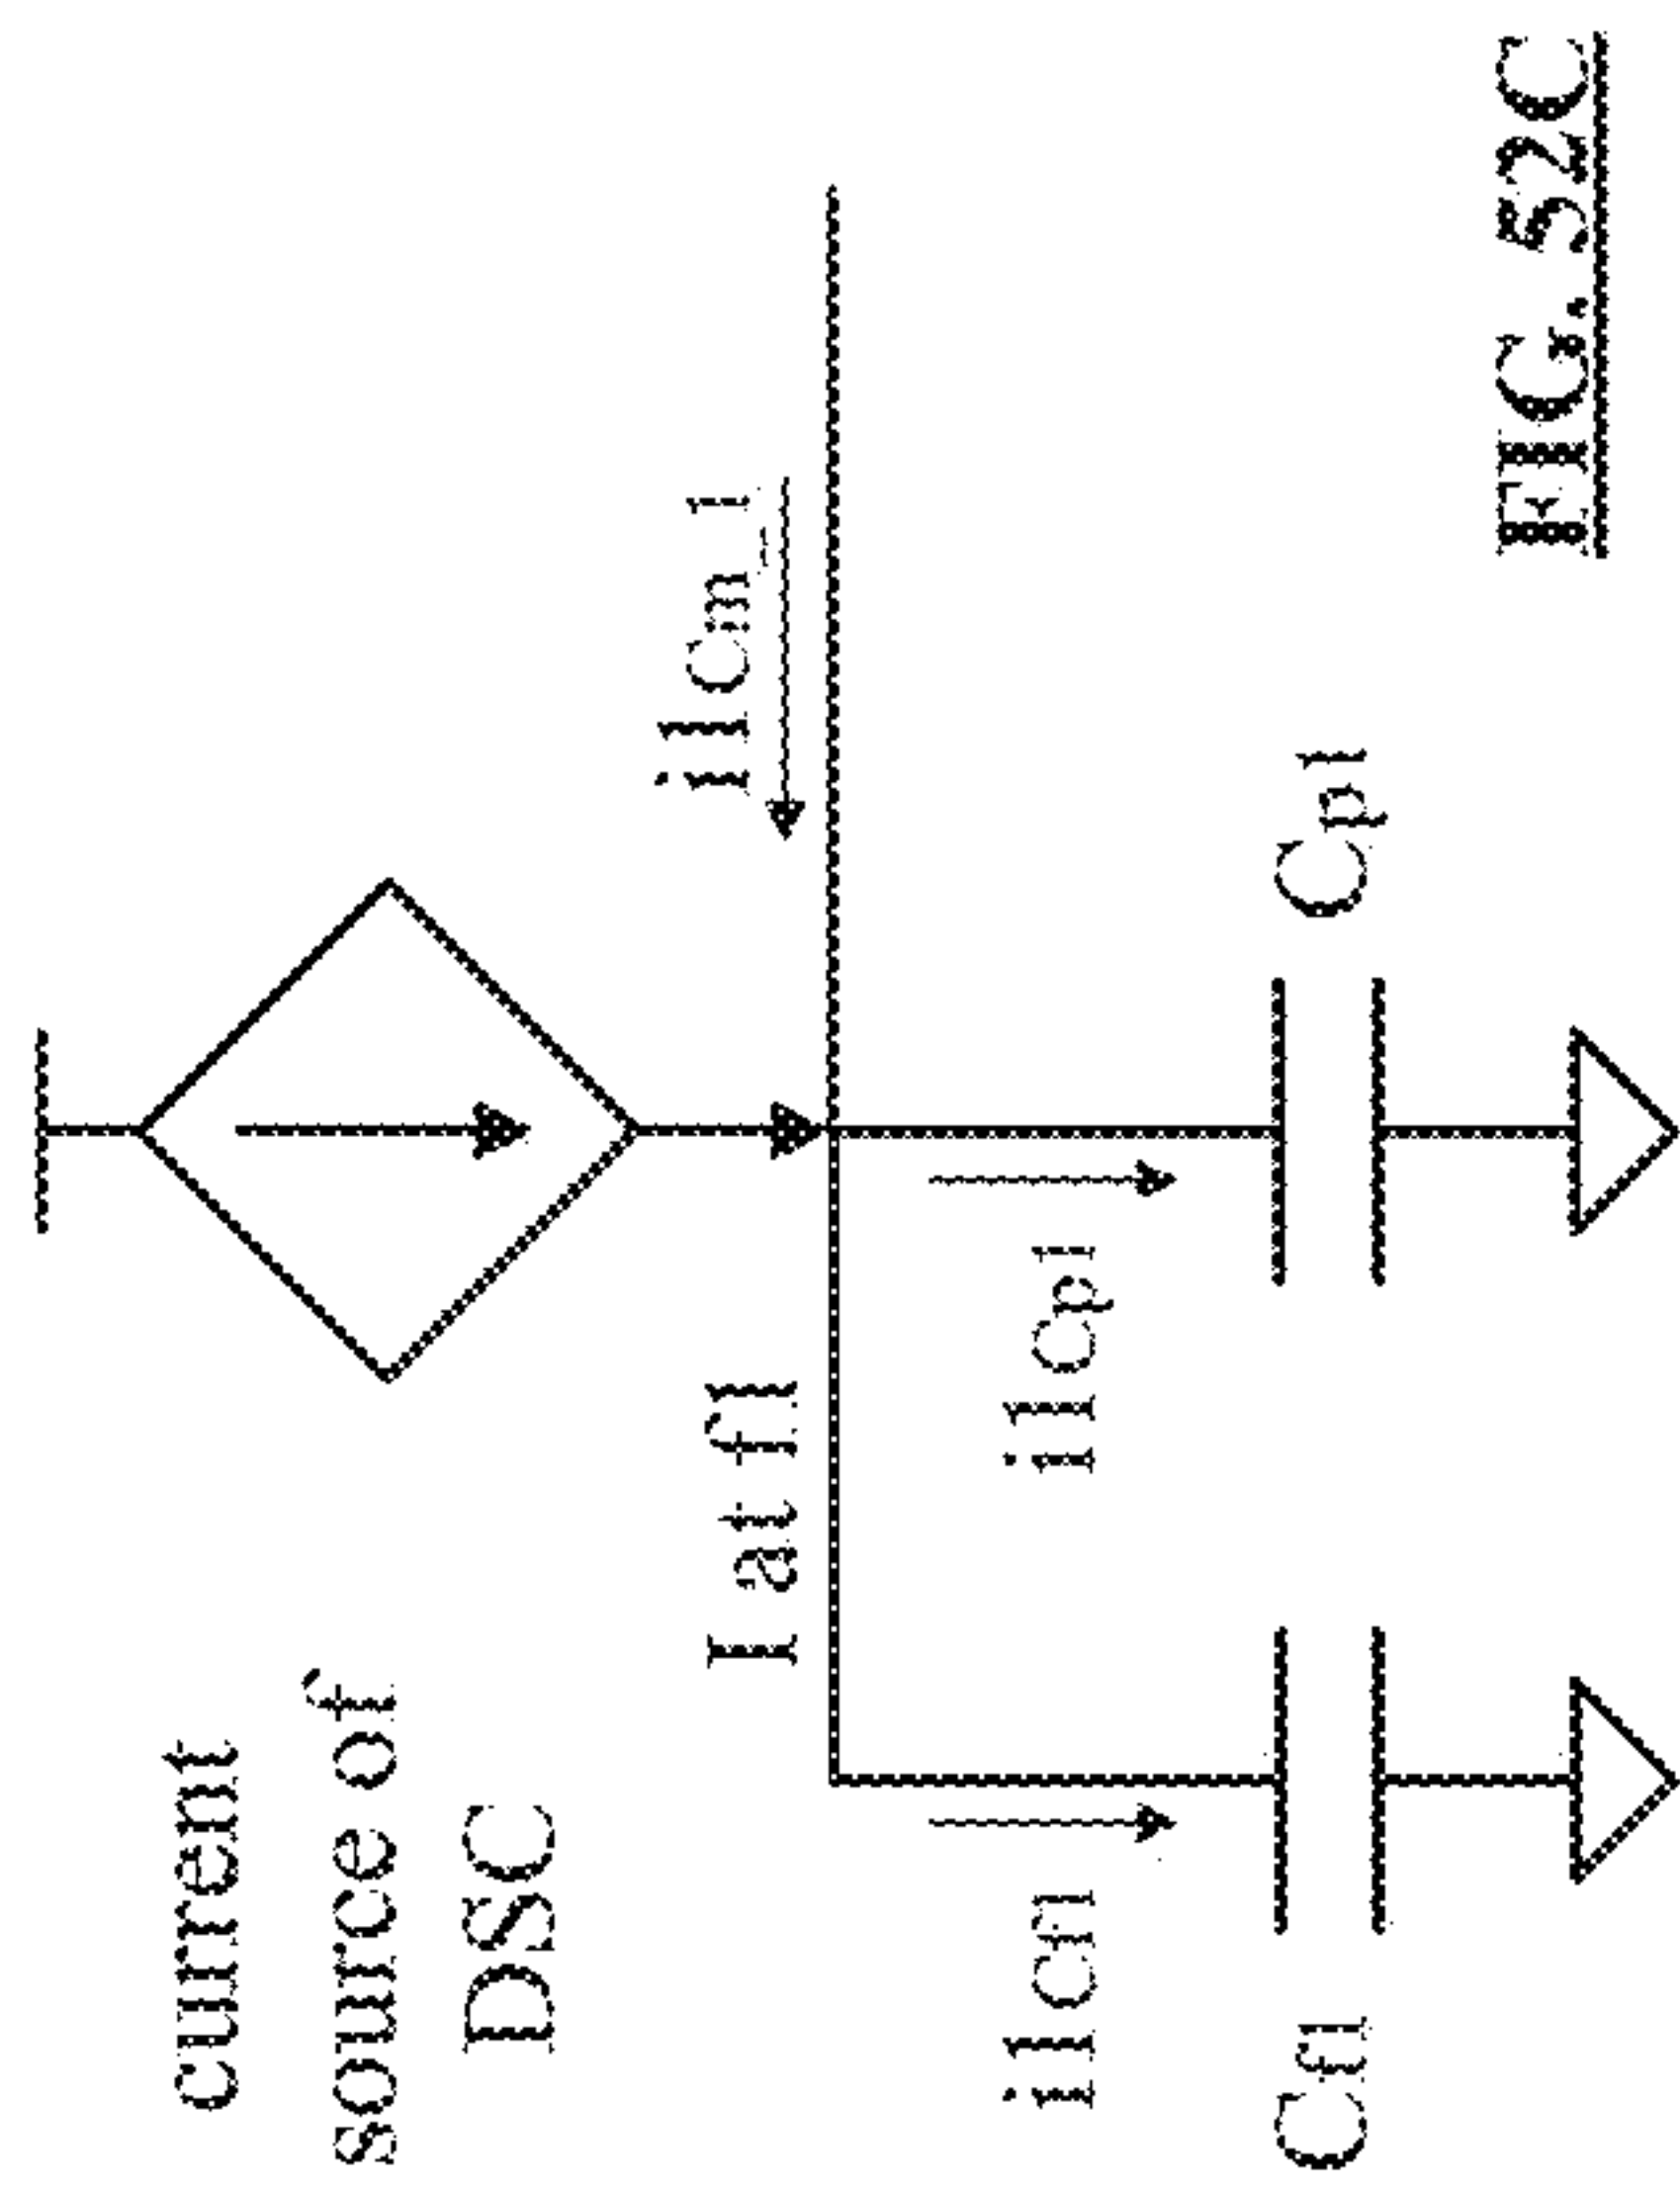 current
source of
DSC
I at f1
i1cm_1
i1cf1
i1cp1
Cf1
Cp1
FIG. 52C